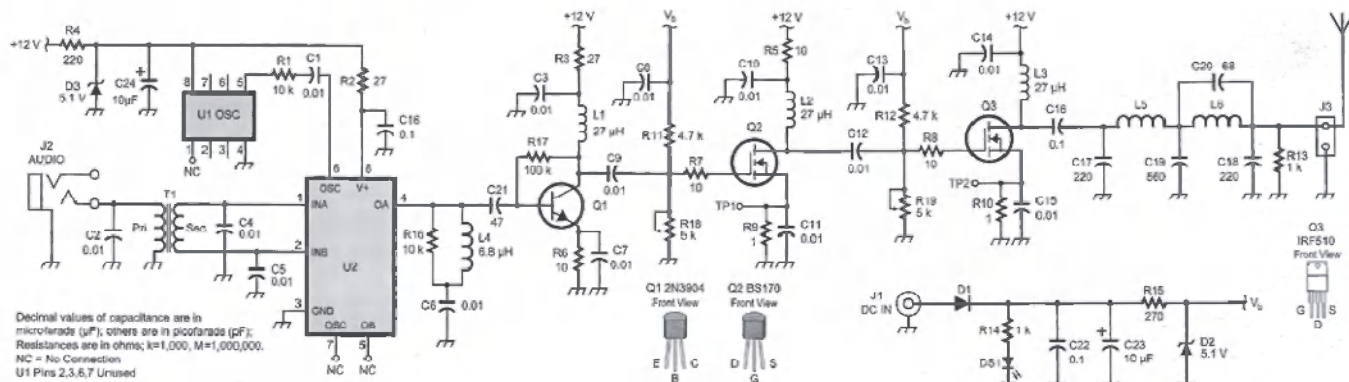 +12 V
R4
220
D3
5.1 V
C24
10µF
8 7 6 5
U1 OSC
1 2 3 4
NC
R1
10 k
C1
0.01
R2
27
C16
0.1
J2
AUDIO
C2
0.01
T1
Pri
Sec
C4
0.01
C5
0.01
6
OSC
8
V+
1
INA
2
INB
3
GND
OA
4
U2
OSC
OB
7
5
NC
NC
R16
10 k
L4
6.8 µH
C6
0.01
C21
47
+12 V
R3
27
C3
0.01
L1
27 µH
R17
100 k
C9
0.01
Q1
R6
10
C7
0.01
Vb
C8
0.01
R11
4.7 k
R18
5 k
R7
10
+12 V
R5
10
C10
0.01
L2
27 µH
Q2
TP1
R9
1
C11
0.01
C12
0.01
Vb
C13
0.01
R12
4.7 k
R19
5 k
R8
10
+12 V
C14
0.01
L3
27 µH
Q3
TP2
R10
1
C15
0.01
C16
0.1
C17
220
L5
C19
560
C20
68
L6
C18
220
R13
1 k
J3
Q1 2N3904
Front View
E
B
C
Q2 BS170
Front View
D
G
S
Q3
IRF510
Front View
G
D
S
J1
DC IN
D1
R14
1 k
DS1
C22
0.1
C23
10 µF
R15
270
D2
5.1 V
Vb
Decimal values of capacitance are in
microfarads (µF); others are in picofarads (pF);
Resistances are in ohms; k=1,000, M=1,000,000.
NC = No Connection
U1 Pins 2,3,6,7 Unused